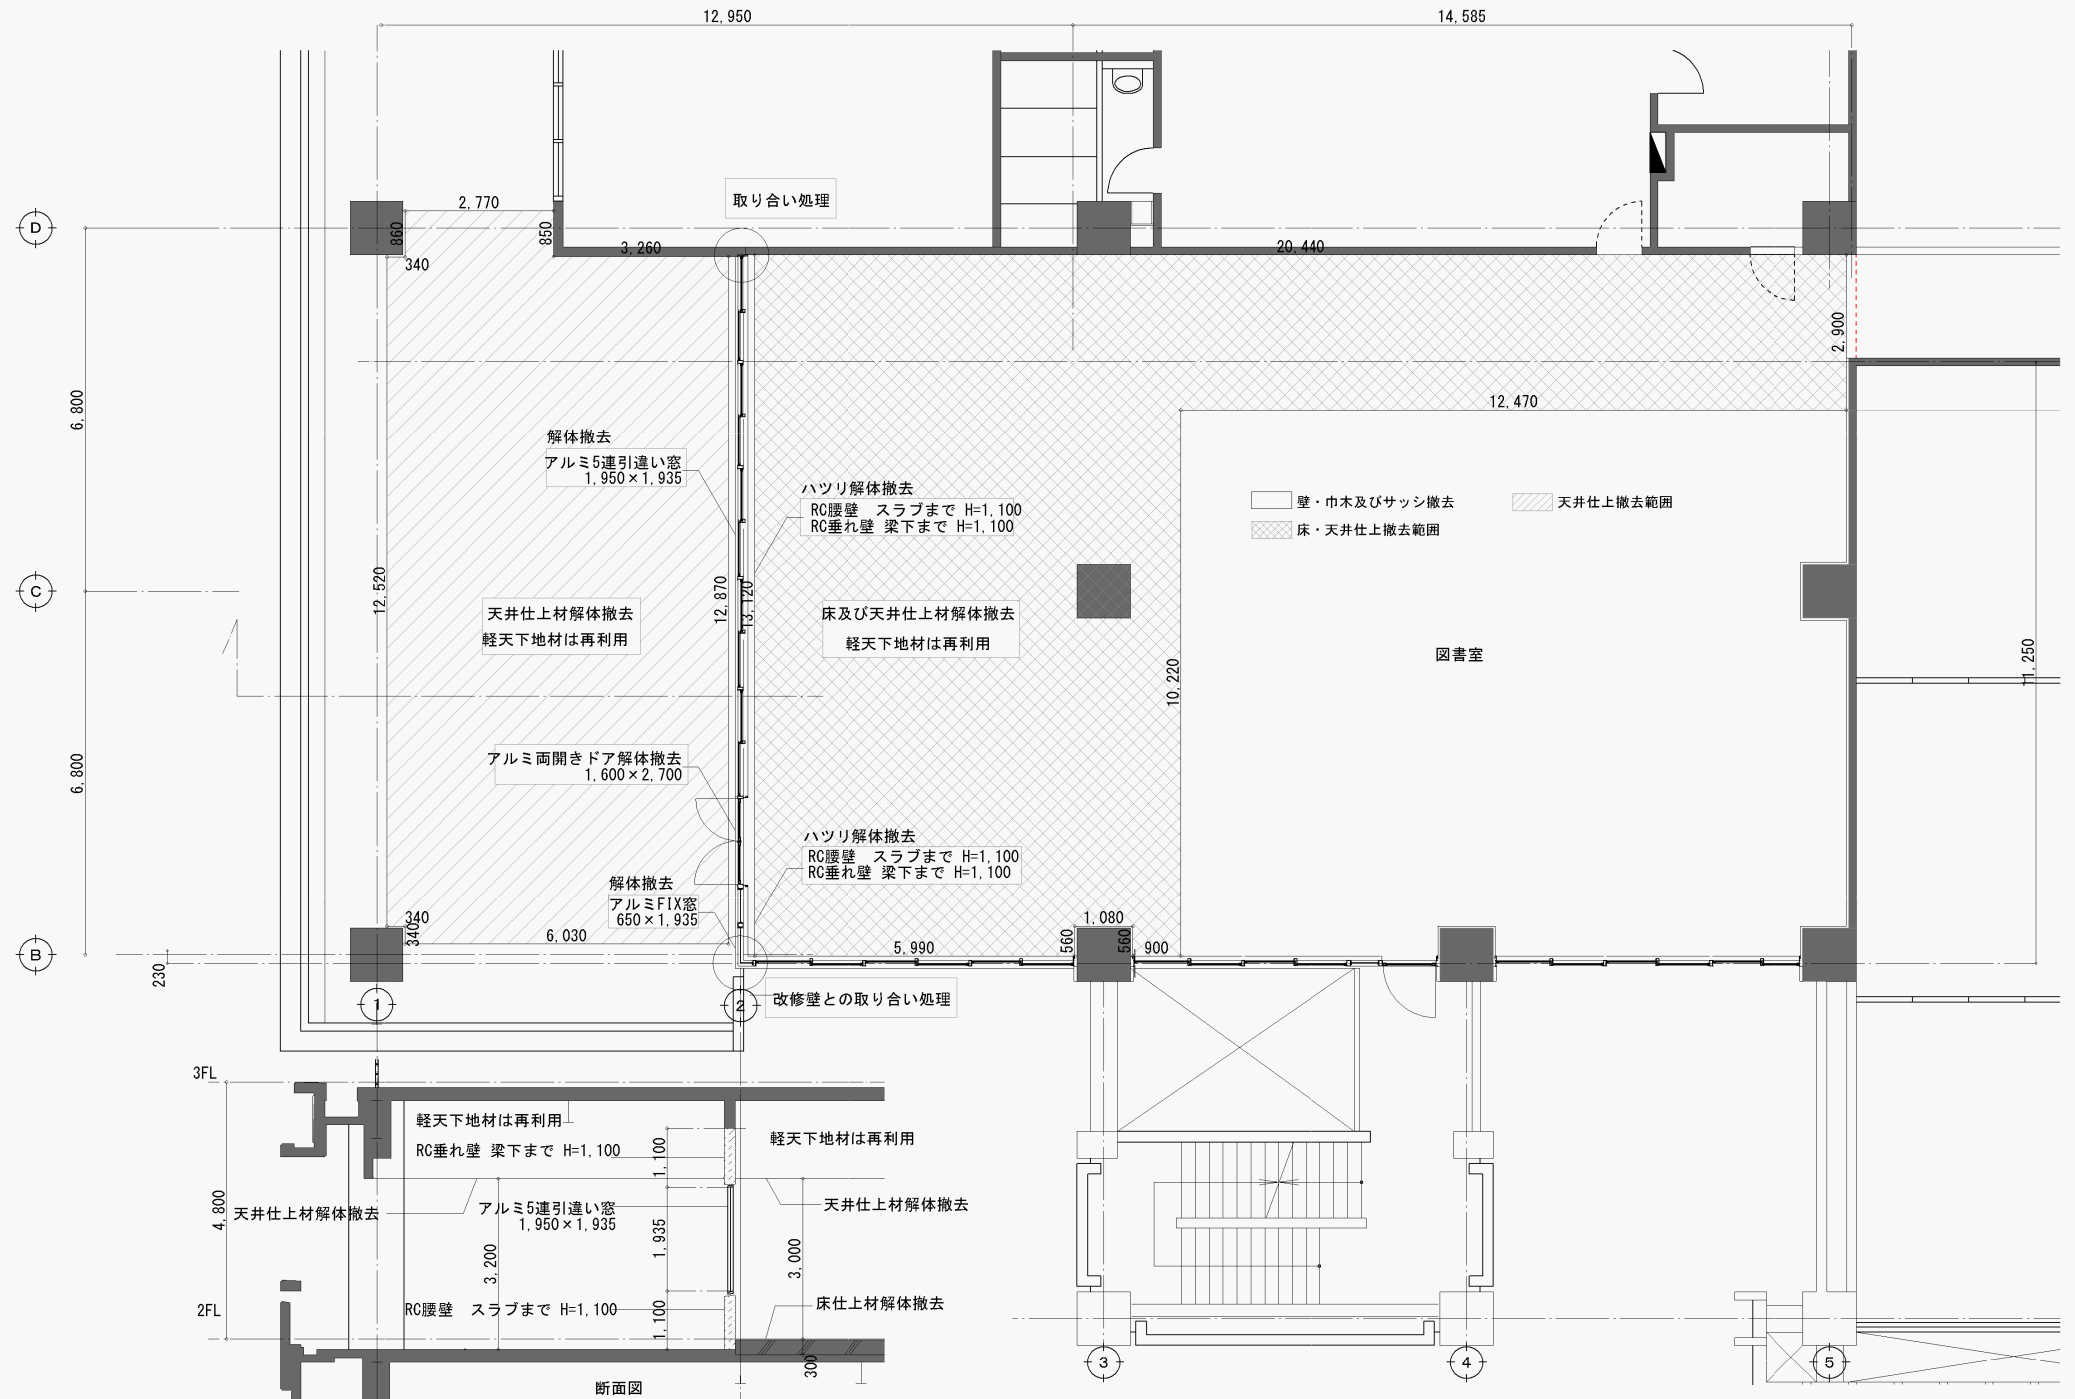 12,950
14,585
取り合い処理
2,770
D
860
850
340
3,260
20,440
2,900
6,800
12,470
解体撤去
アルミ5連引違い窓
1,950×1,935
ハツリ解体撤去
RC腰壁 スラブまで H=1,100
RC垂れ壁 梁下まで H=1,100
壁・巾木及びサッシ撤去
天井仕上撤去範囲
床・天井仕上撤去範囲
C
12,520
12,870
13,120
天井仕上材解体撤去
軽天下地材は再利用
床及び天井仕上材解体撤去
軽天下地材は再利用
図書室
11,250
10,220
6,800
アルミ両開きドア解体撤去
1,600×2,700
ハツリ解体撤去
RC腰壁 スラブまで H=1,100
RC垂れ壁 梁下まで H=1,100
解体撤去
アルミFIX窓
650×1,935
340
340
6,030
1,080
560
560
900
5,990
B
230
1
2
改修壁との取り合い処理
3FL
軽天下地材は再利用
RC垂れ壁 梁下まで H=1,100
1,100
軽天下地材は再利用
4,800
天井仕上材解体撤去
アルミ5連引違い窓
1,950×1,935
1,935
天井仕上材解体撤去
3,200
3,000
2FL
RC腰壁 スラブまで H=1,100
1,100
床仕上材解体撤去
300
断面図
3
4
5